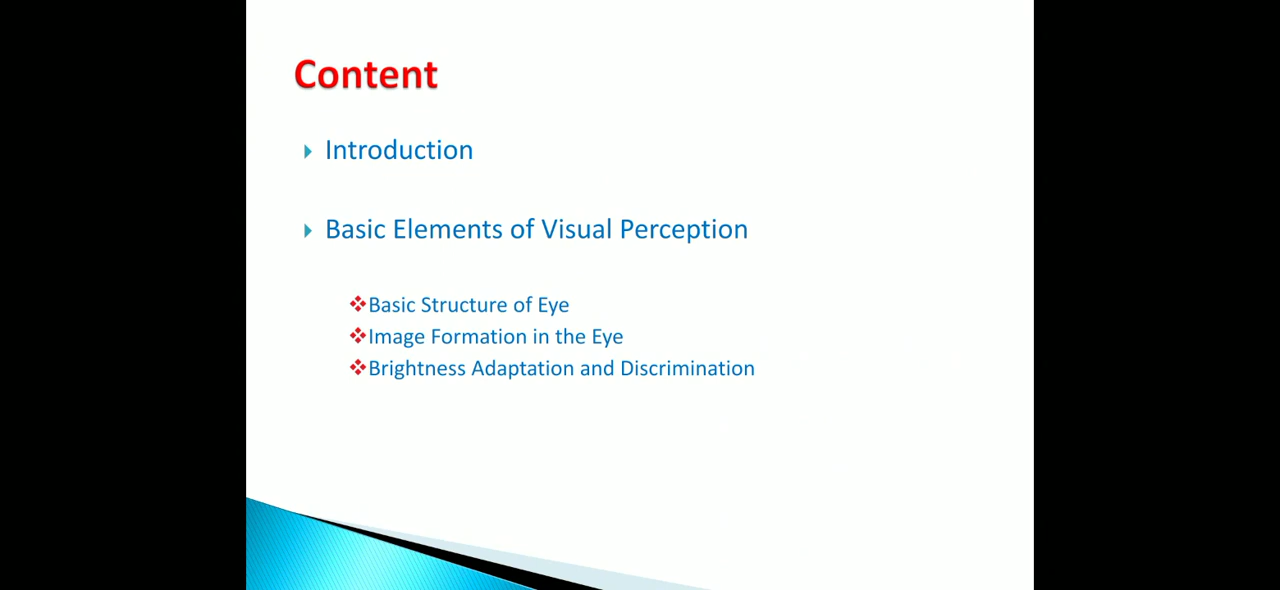 Content
Introduction
Basic Elements of Visual Perception
Basic Structure of Eye
Image Formation in the Eye
Brightness Adaptation and Discrimination